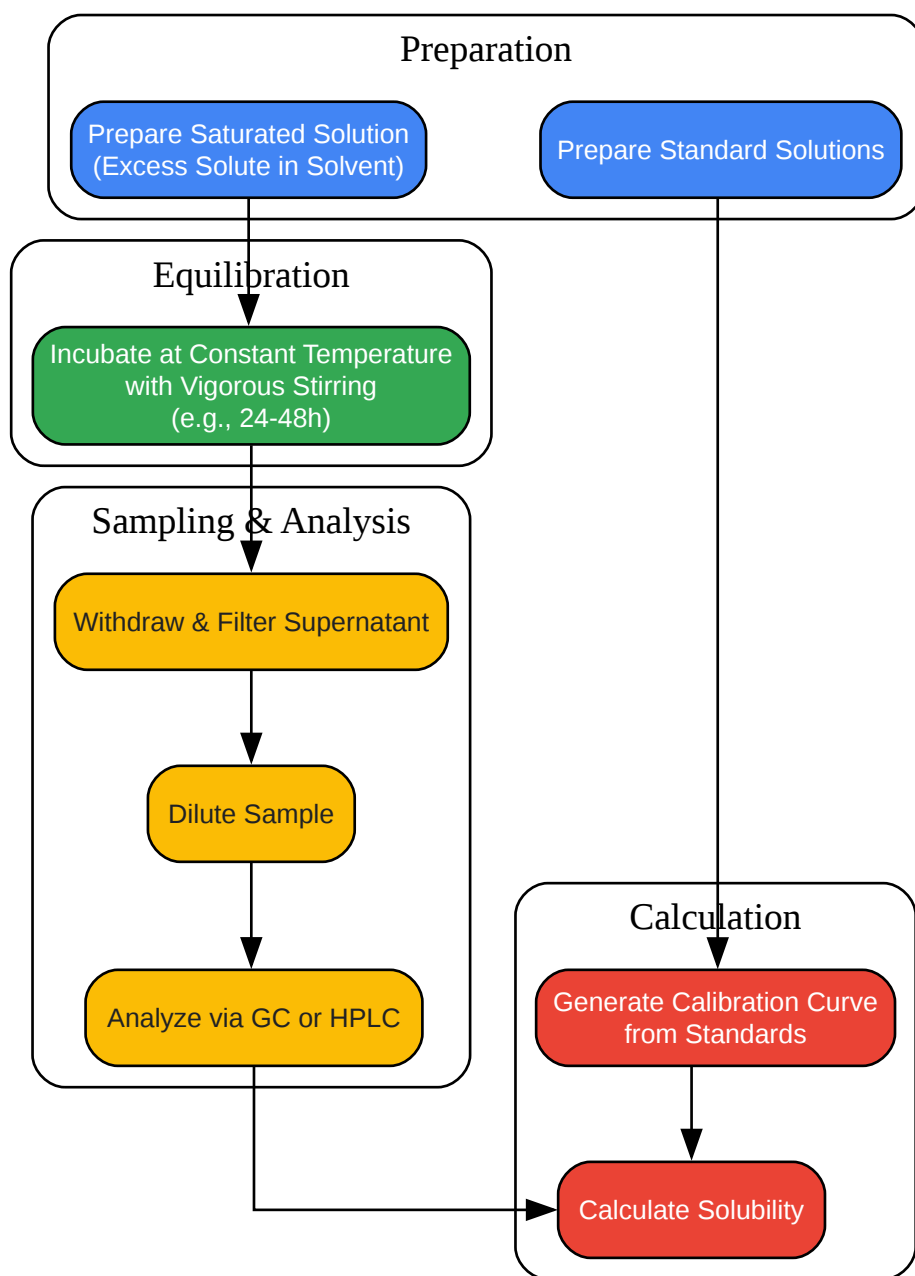 Preparation
Prepare Saturated Solution
(Excess Solute in Solvent)
Prepare Standard Solutions
Equilibration
Incubate at Constant Temperature
with Vigorous Stirring
(e.g., 24-48h)
Sampling & Analysis
Withdraw & Filter Supernatant
Dilute Sample
Analyze via GC or HPLC
Calculation
Generate Calibration Curve
from Standards
Calculate Solubility